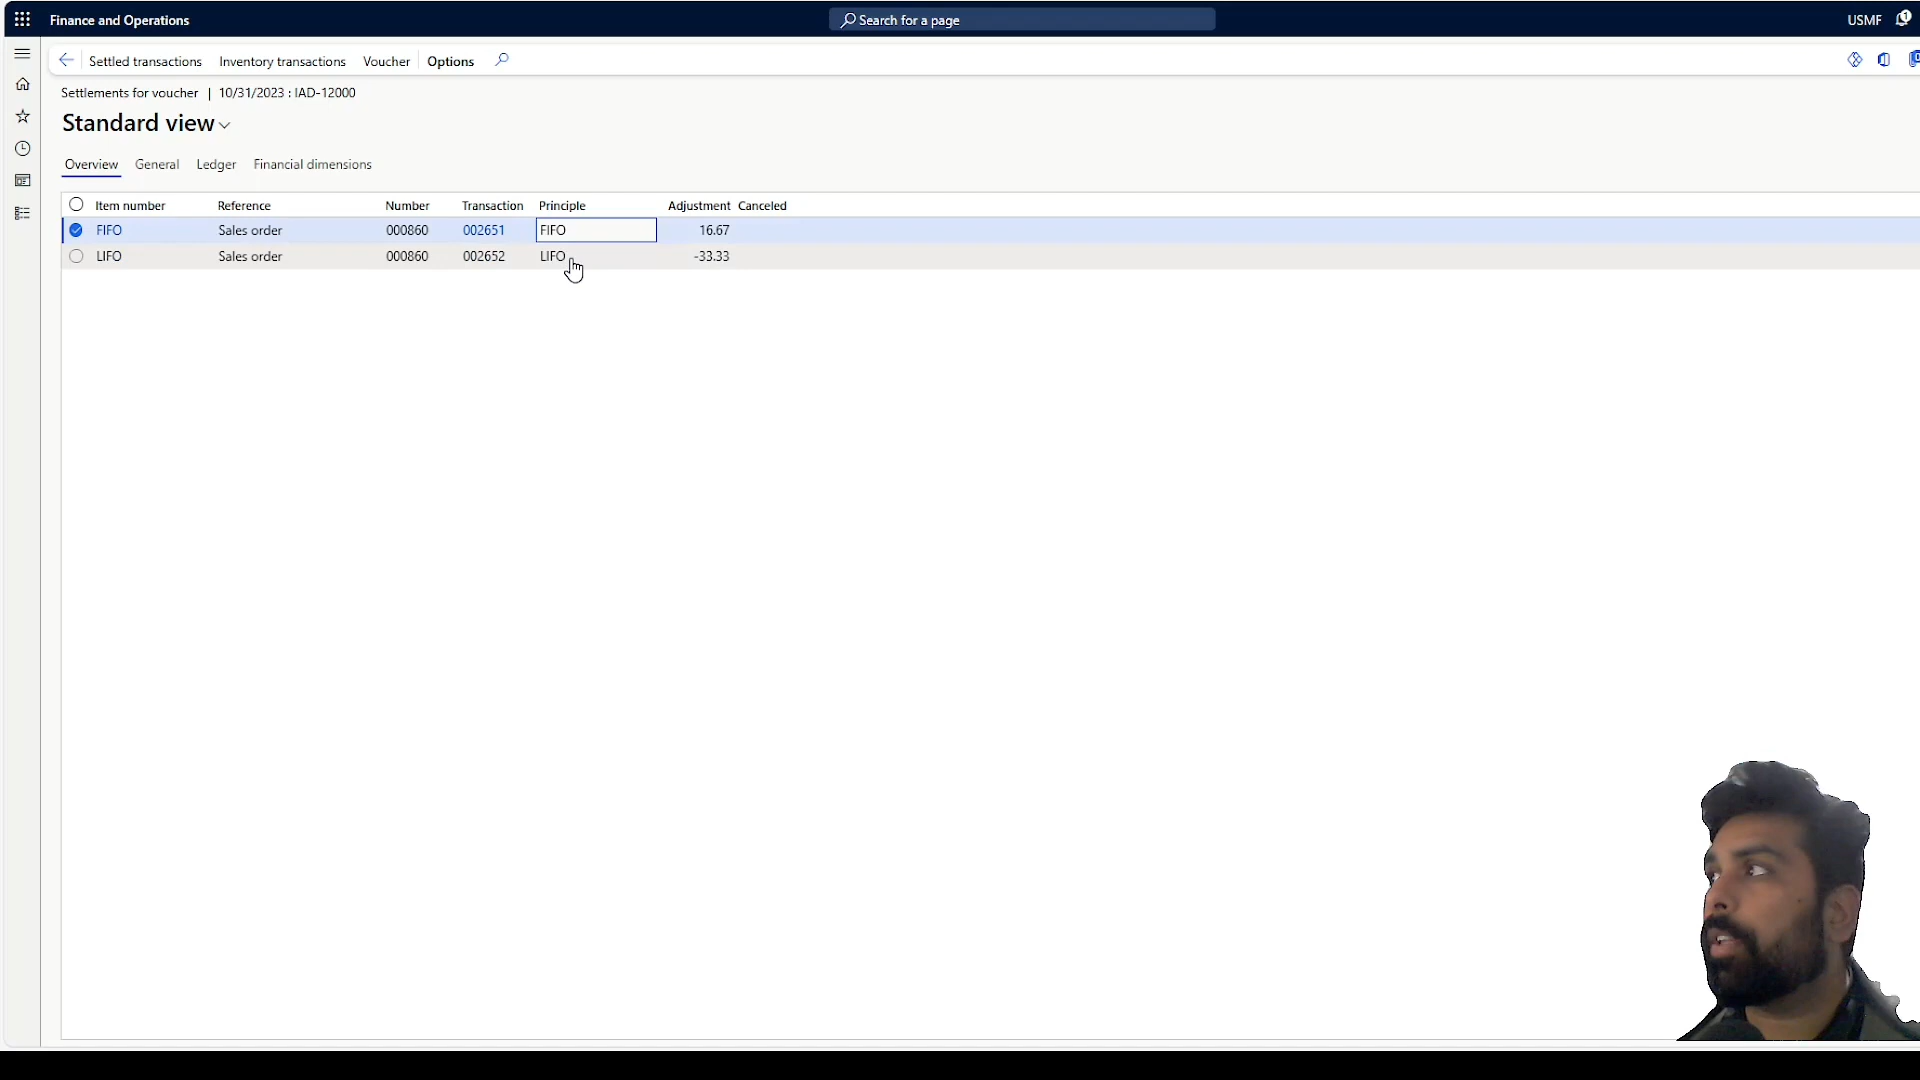 Finance and Operations
Search for a page
USMF
1
Settled transactions Inventory transactions Voucher Options
Settlements for voucher | 10/31/2023 : IAD-12000
Standard view
Overview General Ledger Financial dimensions
Item number Reference Number Transaction Principle Adjustment Canceled
FIFO Sales order 000860 002651 FIFO 16.67
LIFO Sales order 000860 002652 LIFO -33.33